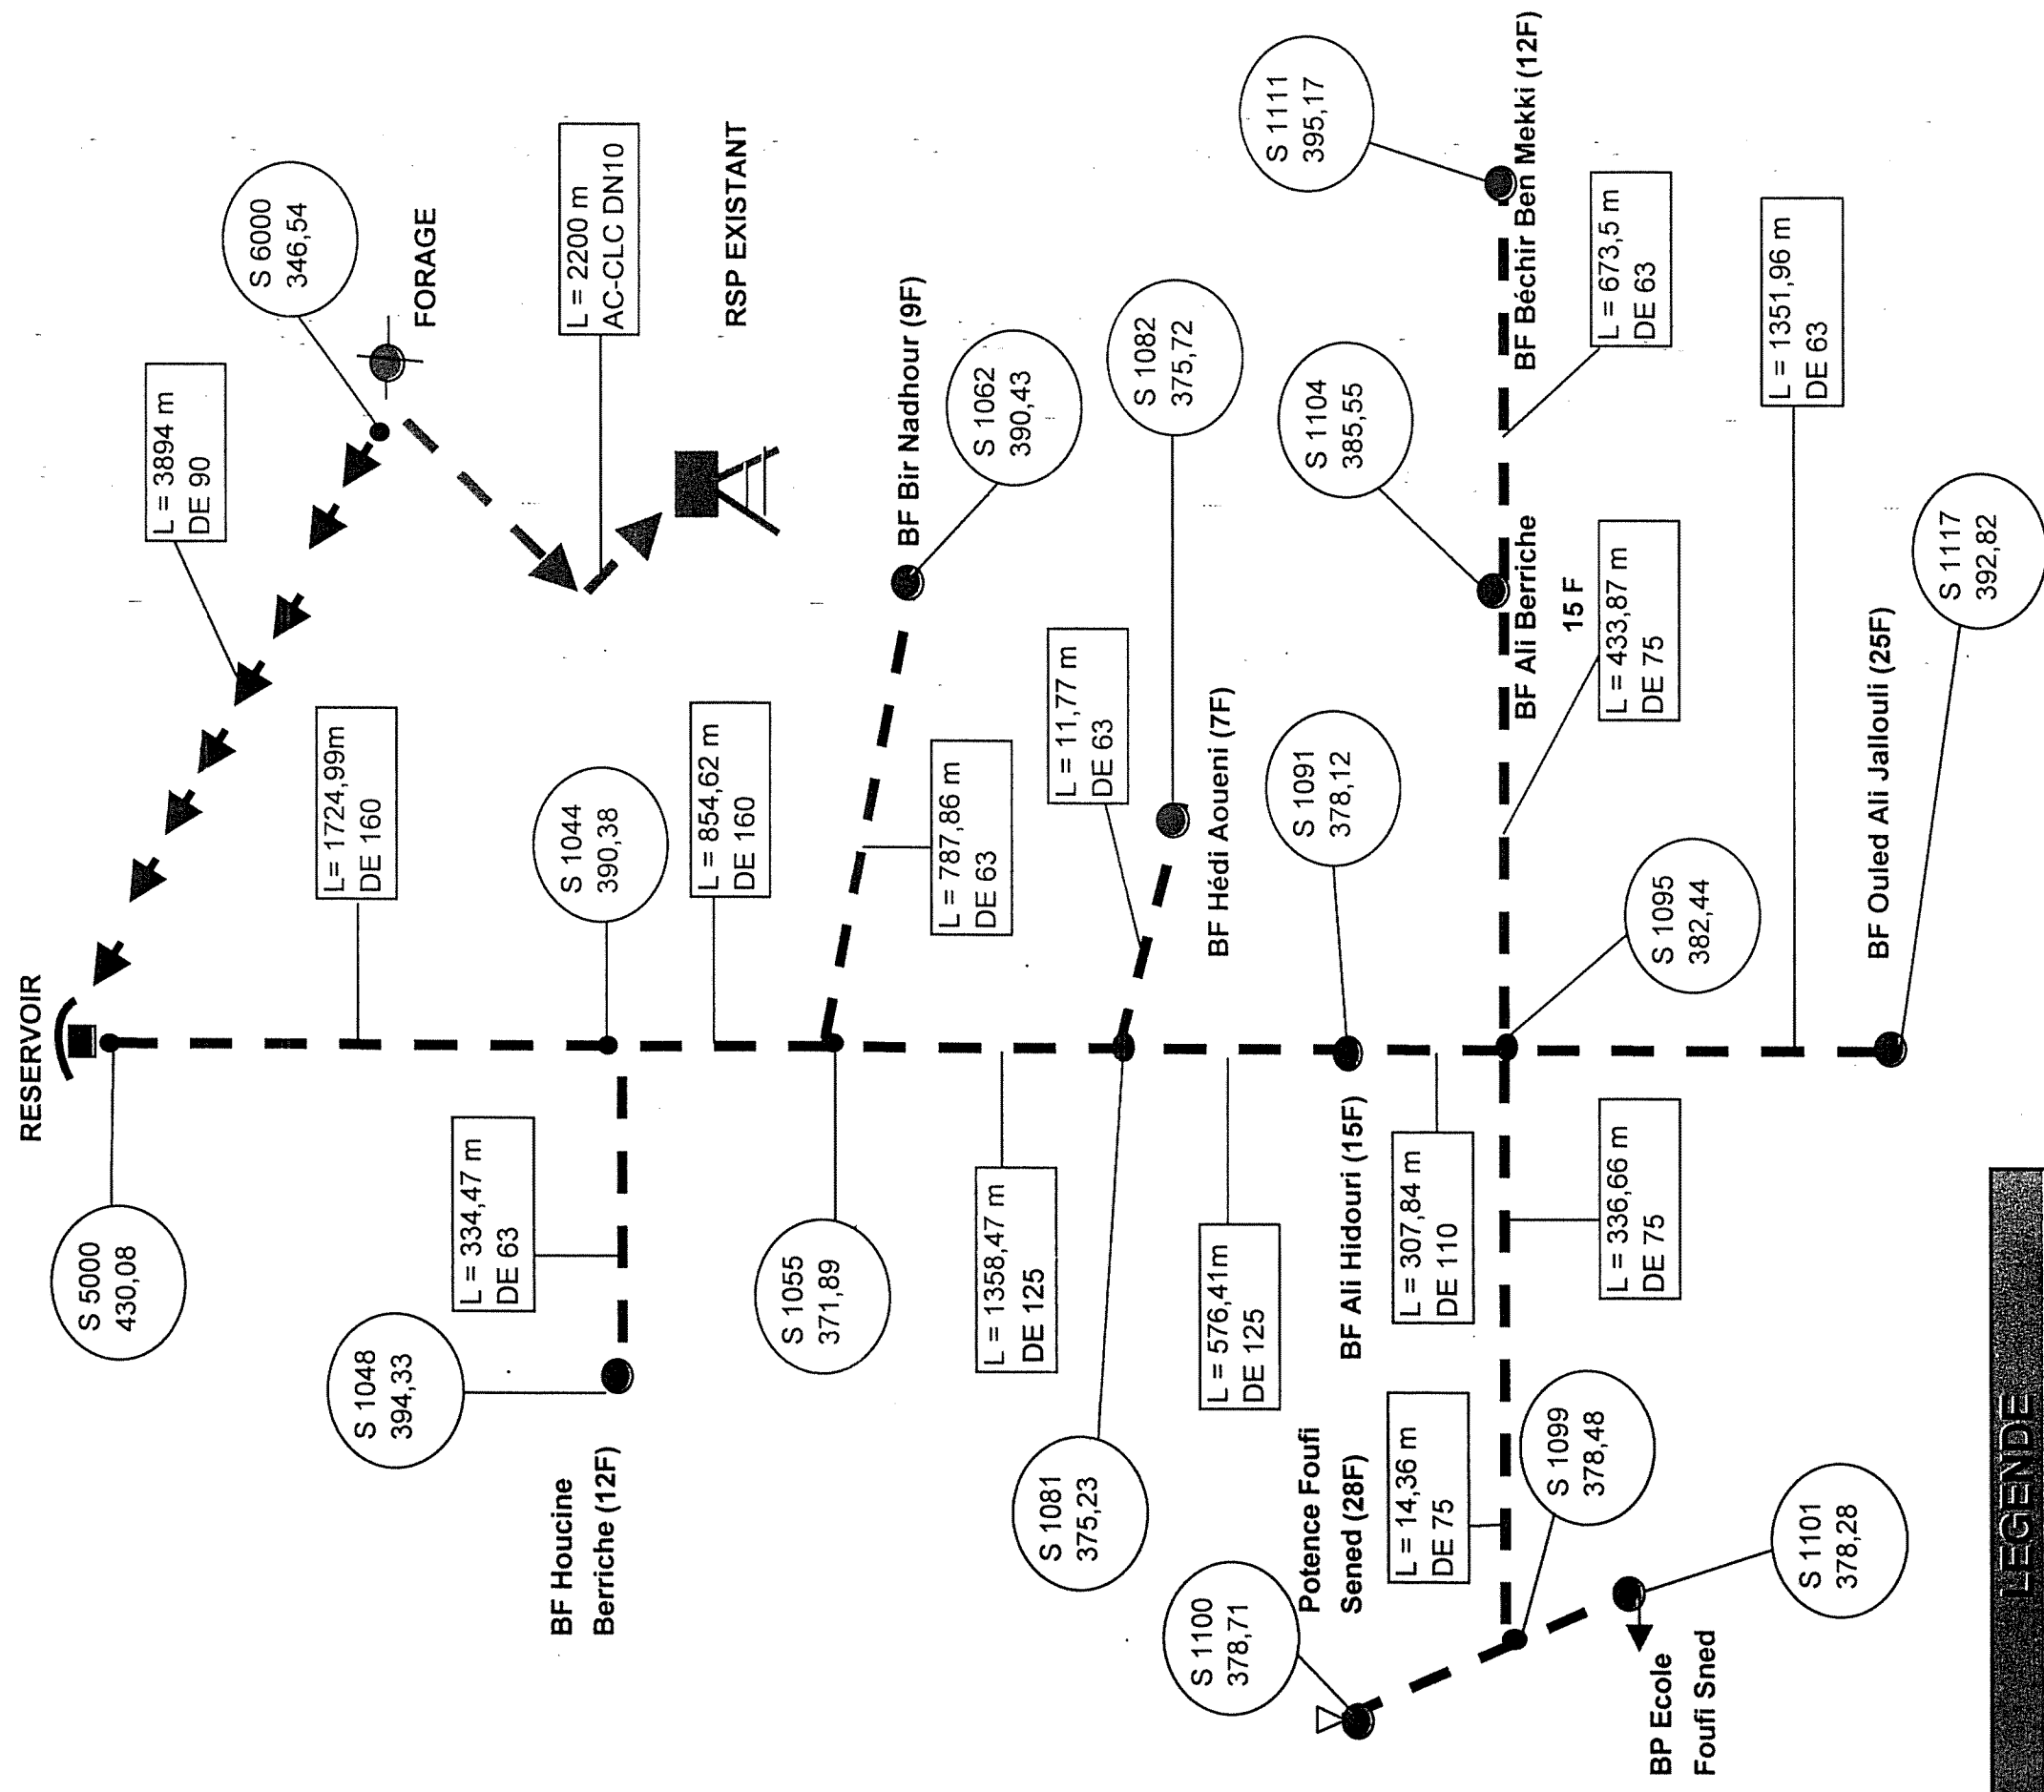 RESERVOIR
S 5000
430,08
L = 3894 m
DE 90
S 6000
346,54
FORAGE
L = 2200 m
AC-CLC DN10
RSP EXISTANT
L= 1724,99m
DE 160
S 1048
394,33
L = 334,47 m
DE 63
BF Houcine
Berriche (12F)
S 1044
390,38
L = 854,62 m
DE 160
S 1055
371,89
L = 787,86 m
DE 63
BF Bir Nadhour (9F)
S 1062
390,43
L = 1358,47 m
DE 125
S 1081
375,23
L = 11,77 m
DE 63
S 1082
375,72
BF Hédi Aoueni (7F)
L = 576,41m
DE 125
S 1091
378,12
BF Ali Hidouri (15F)
S 1104
385,55
S 1111
395,17
S 1100
378,71
Potence Foufi
Sened (28F)
L = 14,36 m
DE 75
L = 307,84 m
DE 110
BF Ali Berriche
15 F
BF Béchir Ben Mekki (12F)
S 1099
378,48
L = 336,66 m
DE 75
S 1095
382,44
L = 433,87 m
DE 75
L = 673,5 m
DE 63
L = 1351,96 m
DE 63
BP Ecole
Foufi Sned
S 1101
378,28
BF Ouled Ali Jallouli (25F)
S 1117
392,82
LEGENDE